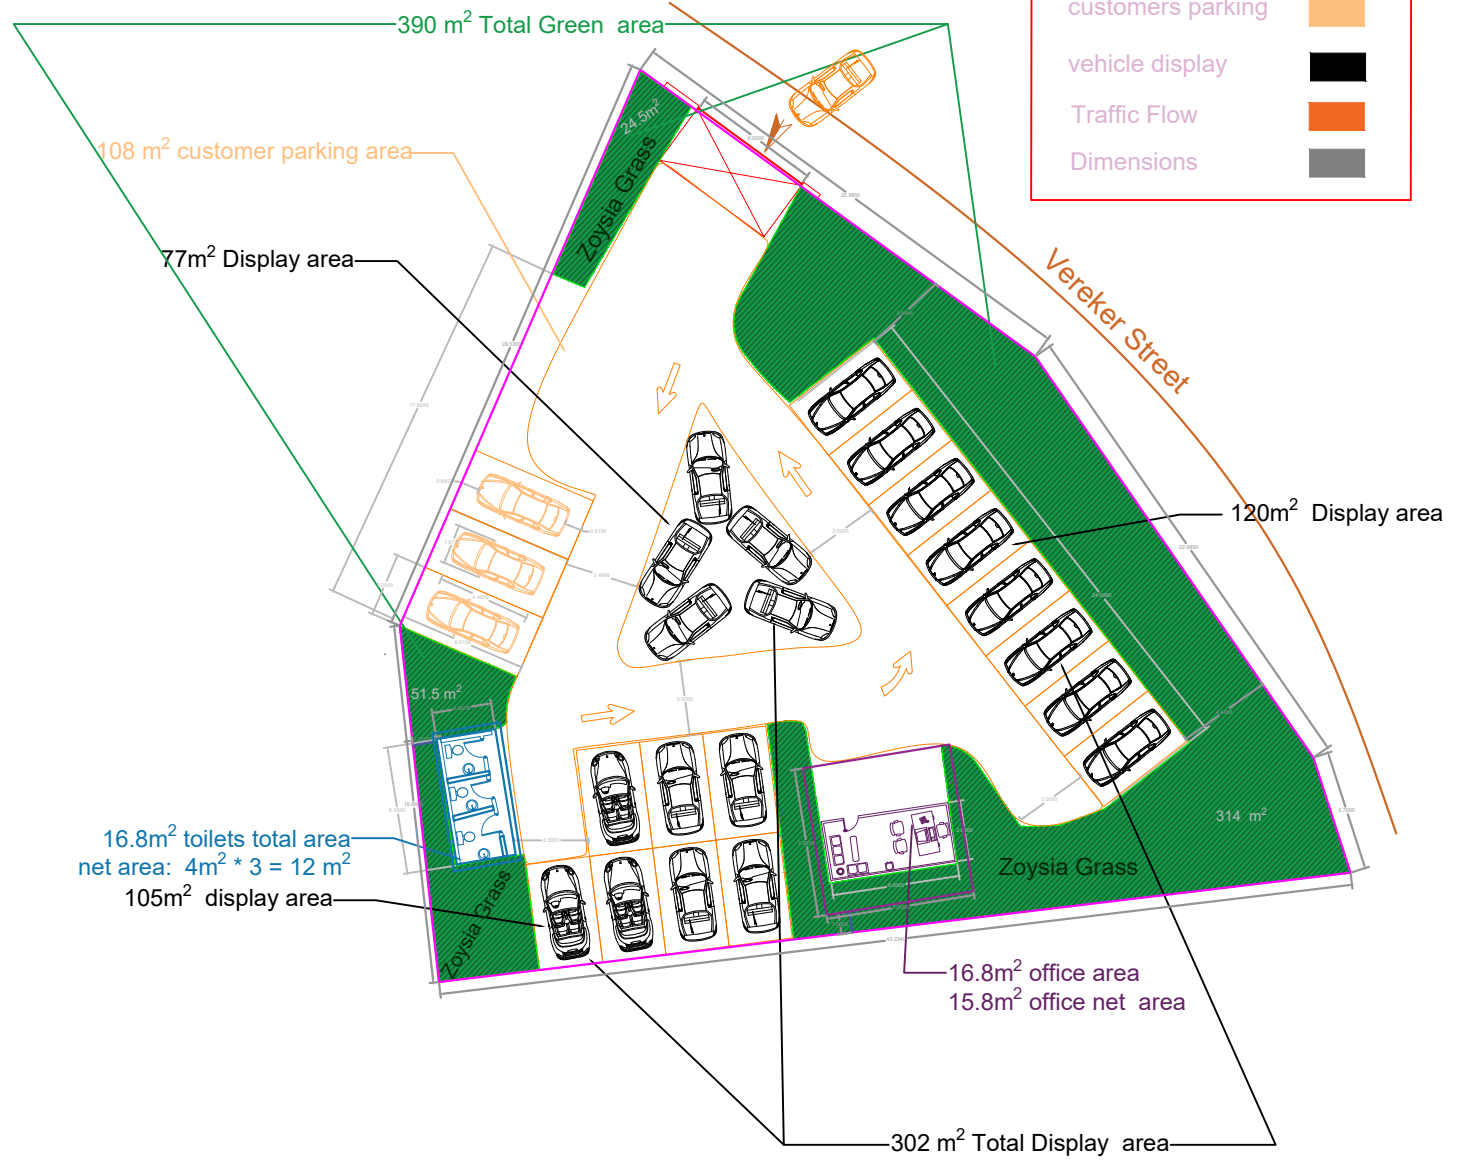 390 m² Total Green area
customers parking
vehicle display
Traffic Flow
Dimensions
24.5m²
Zoysia Grass
108 m² customer parking area
77m² Display area
Vereker Street
120m² Display area
51.5 m²
16.8m² toilets total area
net area: 4m² * 3 = 12 m²
105m² display area
Zoysia Grass
314 m²
Zoysia Grass
16.8m² office area
15.8m² office net area
302 m² Total Display area